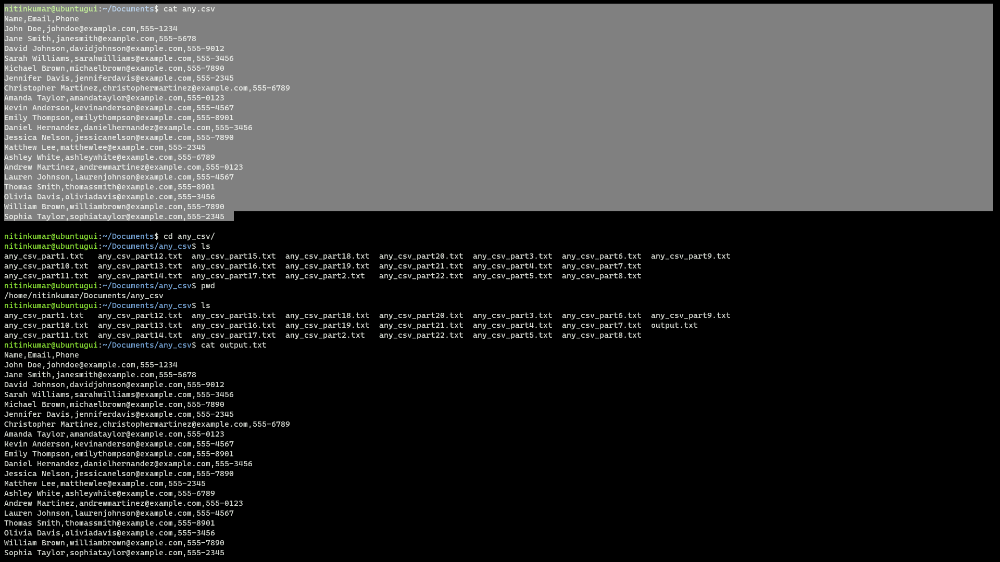 nitinkumar@ubuntugui:~/Documents$ cat any.csv
Name,Email,Phone
John Doe,johndoe@example.com,555-1234
Jane Smith,janesmith@example.com,555-5678
David Johnson,davidjohnson@example.com,555-9012
Sarah Williams,sarahwilliams@example.com,555-3456
Michael Brown,michaelbrown@example.com,555-7890
Jennifer Davis,jenniferdavis@example.com,555-2345
Christopher Martinez,christophermartinez@example.com,555-6789
Amanda Taylor,amandataylor@example.com,555-0123
Kevin Anderson,kevinanderson@example.com,555-4567
Emily Thompson,emilythompson@example.com,555-8901
Daniel Hernandez,danielhernandez@example.com,555-3456
Jessica Nelson,jessicanelson@example.com,555-7890
Matthew Lee,matthewlee@example.com,555-2345
Ashley White,ashleywhite@example.com,555-6789
Andrew Martinez,andrewmartinez@example.com,555-0123
Lauren Johnson,laurenjohnson@example.com,555-4567
Thomas Smith,thomassmith@example.com,555-8901
Olivia Davis,oliviadavis@example.com,555-3456
William Brown,williambrown@example.com,555-7890
Sophia Taylor,sophiataylor@example.com,555-2345
nitinkumar@ubuntugui:~/Documents$ cd any_csv/
nitinkumar@ubuntugui:~/Documents/any_csv$ ls
any_csv_part1.txt   any_csv_part12.txt  any_csv_part15.txt  any_csv_part18.txt  any_csv_part20.txt  any_csv_part3.txt  any_csv_part6.txt  any_csv_part9.txt
any_csv_part10.txt  any_csv_part13.txt  any_csv_part16.txt  any_csv_part19.txt  any_csv_part21.txt  any_csv_part4.txt  any_csv_part7.txt
any_csv_part11.txt  any_csv_part14.txt  any_csv_part17.txt  any_csv_part2.txt   any_csv_part22.txt  any_csv_part5.txt  any_csv_part8.txt
nitinkumar@ubuntugui:~/Documents/any_csv$ pwd
/home/nitinkumar/Documents/any_csv
nitinkumar@ubuntugui:~/Documents/any_csv$ ls
any_csv_part1.txt   any_csv_part12.txt  any_csv_part15.txt  any_csv_part18.txt  any_csv_part20.txt  any_csv_part3.txt  any_csv_part6.txt  any_csv_part9.txt
any_csv_part10.txt  any_csv_part13.txt  any_csv_part16.txt  any_csv_part19.txt  any_csv_part21.txt  any_csv_part4.txt  any_csv_part7.txt  output.txt
any_csv_part11.txt  any_csv_part14.txt  any_csv_part17.txt  any_csv_part2.txt   any_csv_part22.txt  any_csv_part5.txt  any_csv_part8.txt
nitinkumar@ubuntugui:~/Documents/any_csv$ cat output.txt
Name,Email,Phone
John Doe,johndoe@example.com,555-1234
Jane Smith,janesmith@example.com,555-5678
David Johnson,davidjohnson@example.com,555-9012
Sarah Williams,sarahwilliams@example.com,555-3456
Michael Brown,michaelbrown@example.com,555-7890
Jennifer Davis,jenniferdavis@example.com,555-2345
Christopher Martinez,christophermartinez@example.com,555-6789
Amanda Taylor,amandataylor@example.com,555-0123
Kevin Anderson,kevinanderson@example.com,555-4567
Emily Thompson,emilythompson@example.com,555-8901
Daniel Hernandez,danielhernandez@example.com,555-3456
Jessica Nelson,jessicanelson@example.com,555-7890
Matthew Lee,matthewlee@example.com,555-2345
Ashley White,ashleywhite@example.com,555-6789
Andrew Martinez,andrewmartinez@example.com,555-0123
Lauren Johnson,laurenjohnson@example.com,555-4567
Thomas Smith,thomassmith@example.com,555-8901
Olivia Davis,oliviadavis@example.com,555-3456
William Brown,williambrown@example.com,555-7890
Sophia Taylor,sophiataylor@example.com,555-2345